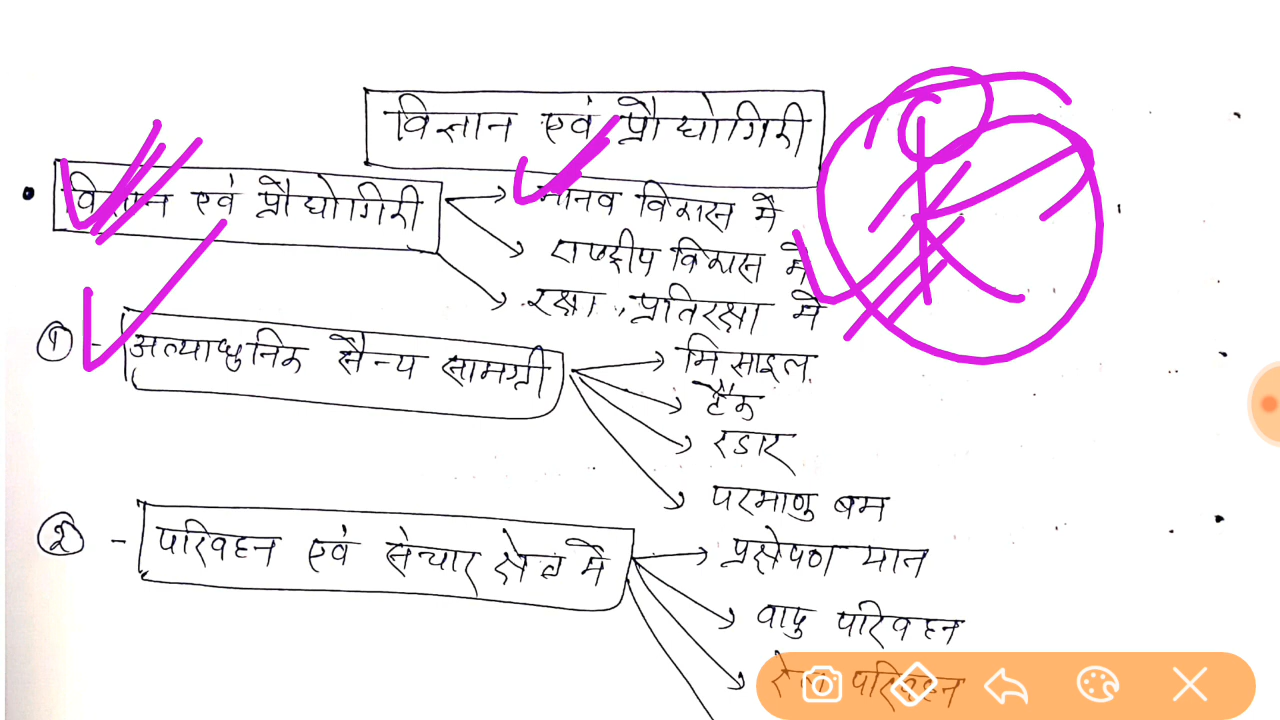 विज्ञान एवं प्रौद्योगिरी
विज्ञान एवं प्रौद्योगिरी
मानव विकास में
राष्ट्रीय विकास में
रक्षा प्रतिरक्षा में
① - अत्याधुनिक सैन्य सामग्री
मिसाइल
टैंक
रडार
परमाणु बम
② - परिवहन एवं संचार क्षेत्र में
प्रक्षेपण यान
वायु परिवहन
रेल परिवहन